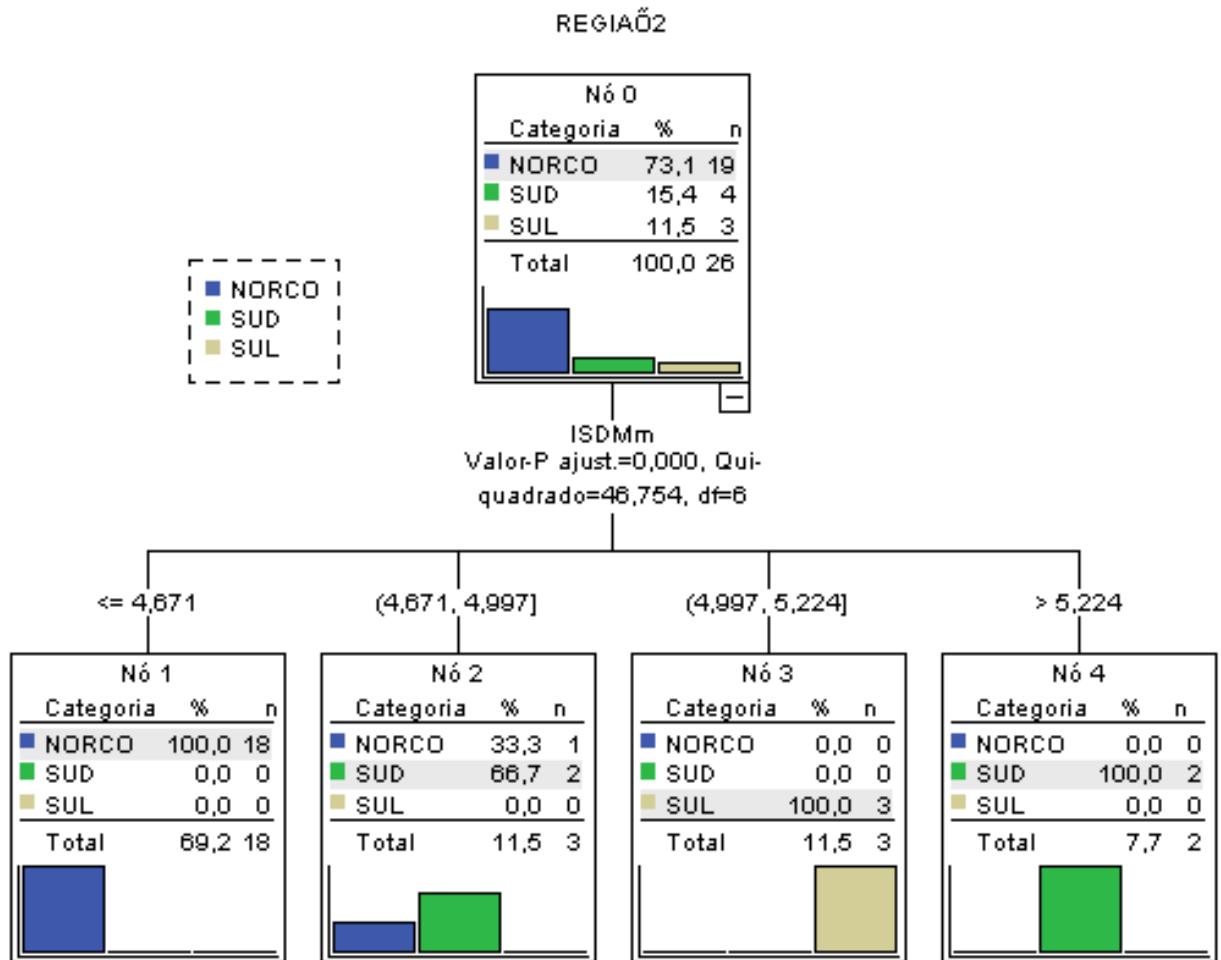 REGIAŐ2
Nó 0
Categoria % n
NORCO 73,1 19
SUD 15,4 4
SUL 11,5 3
Total 100,0 26
NORCO
SUD
SUL
ISDMm
Valor-P ajust.=0,000, Qui-
quadrado=46,754, df=6
<= 4,671
(4,671, 4,997]
(4,997, 5,224]
> 5,224
Nó 1
Categoria % n
NORCO 100,0 18
SUD 0,0 0
SUL 0,0 0
Total 69,2 18
Nó 2
Categoria % n
NORCO 33,3 1
SUD 66,7 2
SUL 0,0 0
Total 11,5 3
Nó 3
Categoria % n
NORCO 0,0 0
SUD 0,0 0
SUL 100,0 3
Total 11,5 3
Nó 4
Categoria % n
NORCO 0,0 0
SUD 100,0 2
SUL 0,0 0
Total 7,7 2